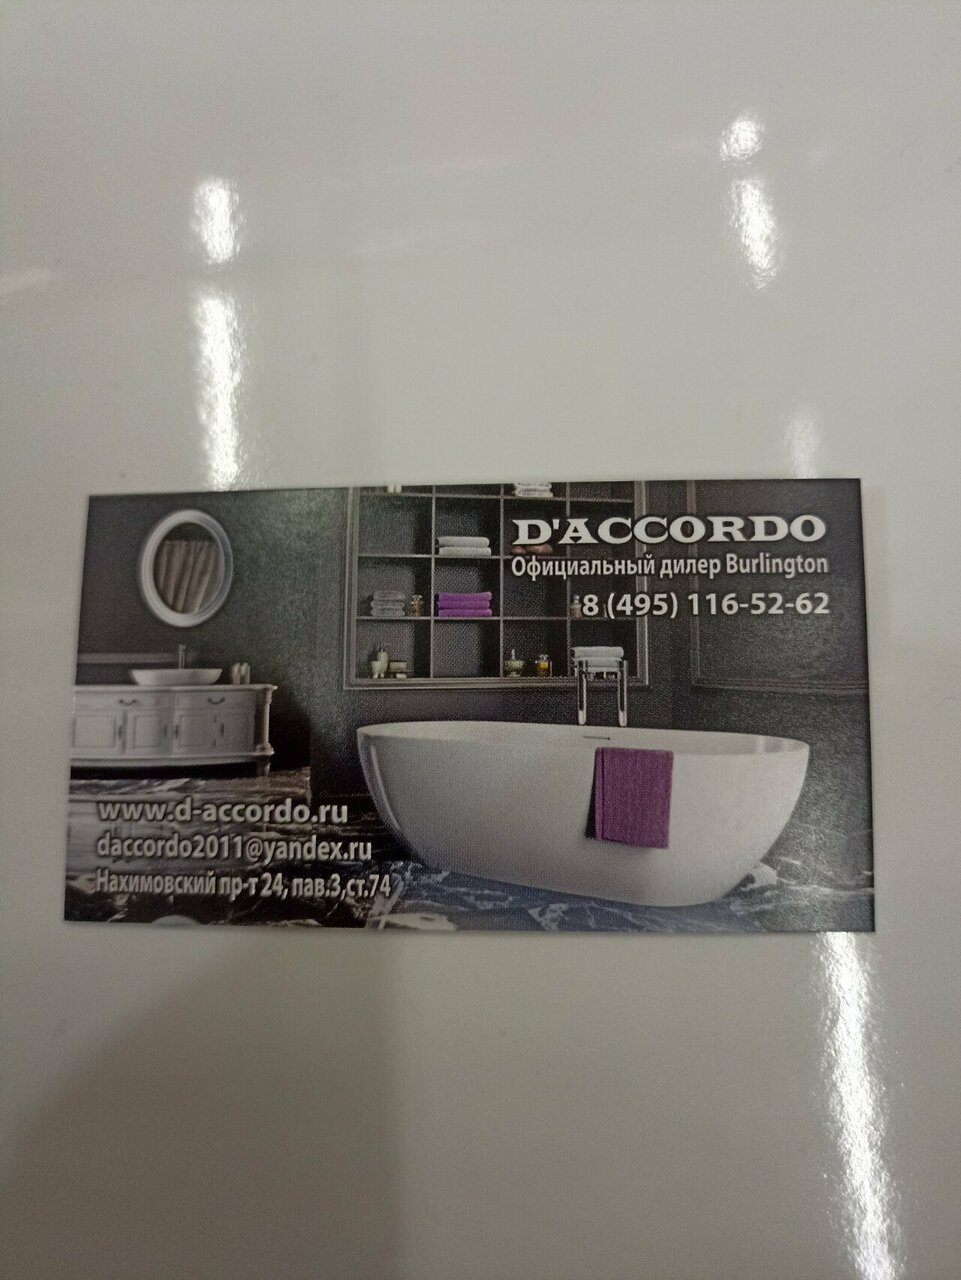 D'ACCORDO
Официальный дилер Burlington
8 (495) 116-52-62
www.d-accordo.ru
daccordo2011@yandex.ru
Нахимовский пр-т 24, пав.3,ст.74